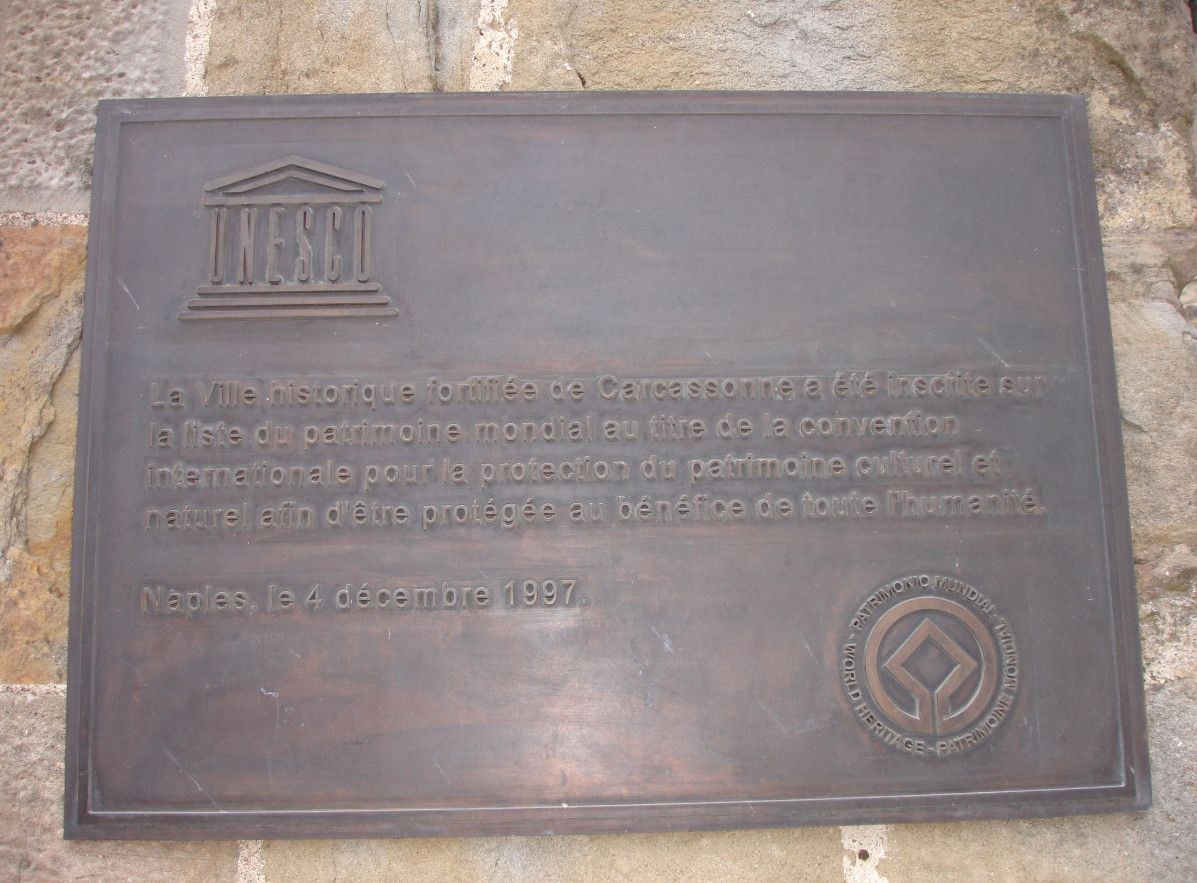 UNESCO
La Ville historique fortifiée de Carcassonne, a été inscrite sur
la liste du patrimoine mondial au titre de la convention
internationale pour la protection du patrimoine culturel et
naturel afin d'être protégée au bénéfice de toute l'humanité.
Naples, le 4 décembre 1997.
WORLD HERITAGE - PATRIMOINE MONDIAL - PATRIMONIO MUNDIAL -